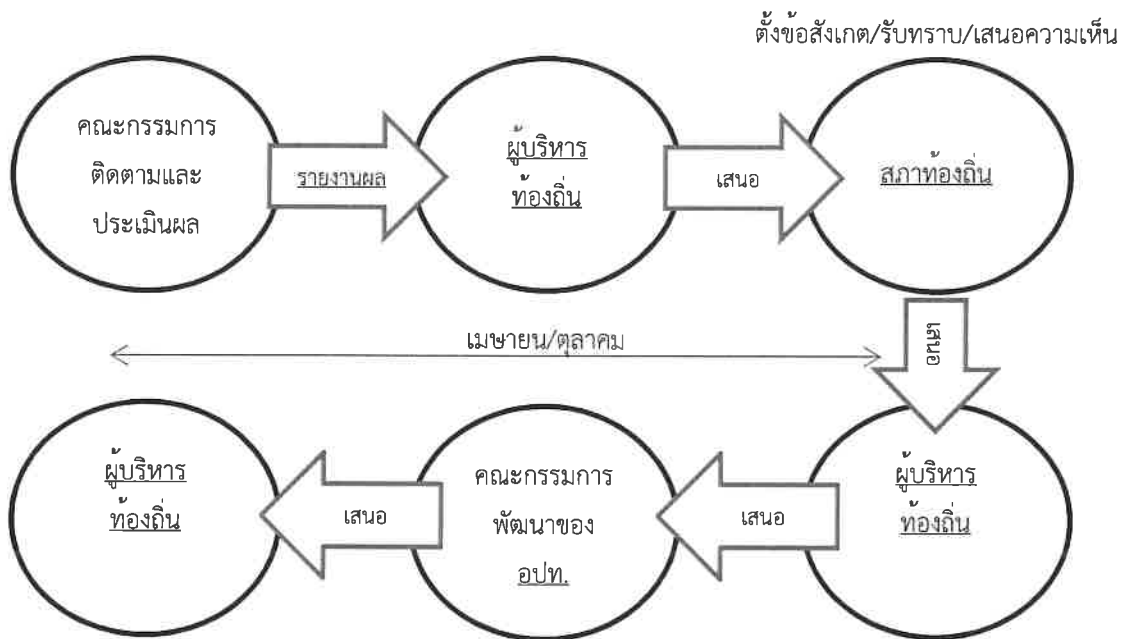 ตั้งข้อสังเกต/รับทราบ/เสนอความเห็น
คณะกรรมการ
ติดตามและ
ประเมินผล
รายงานผล
ผู้บริหาร
ท้องถิ่น
เสนอ
สภาท้องถิ่น
เสนอ
เมษายน/ตุลาคม
ผู้บริหาร
ท้องถิ่น
เสนอ
คณะกรรมการ
พัฒนาของ
อปท.
เสนอ
ผู้บริหาร
ท้องถิ่น